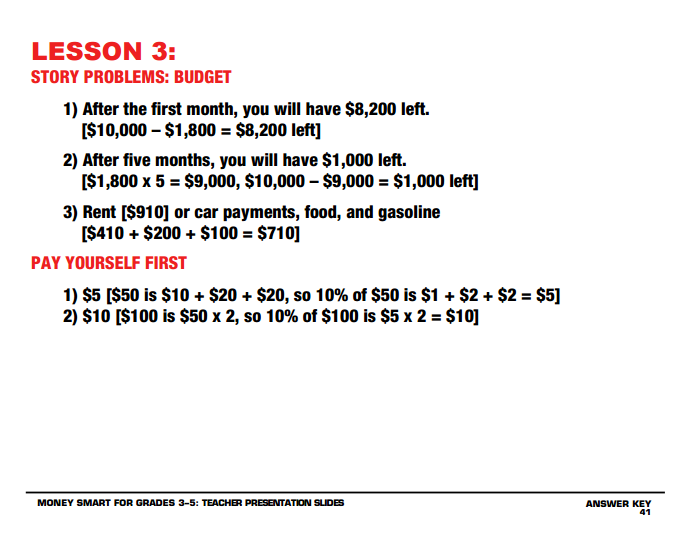 LESSON 3:
STORY PROBLEMS: BUDGET
1) After the first month, you will have $8,200 left.
[$10,000 – $1,800 = $8,200 left]
2) After five months, you will have $1,000 left.
[$1,800 x 5 = $9,000, $10,000 – $9,000 = $1,000 left]
3) Rent [$910] or car payments, food, and gasoline
[$410 + $200 + $100 = $710]
PAY YOURSELF FIRST
1) $5 [$50 is $10 + $20 + $20, so 10% of $50 is $1 + $2 + $2 = $5]
2) $10 [$100 is $50 x 2, so 10% of $100 is $5 x 2 = $10]
MONEY SMART FOR GRADES 3–5: TEACHER PRESENTATION SLIDES
ANSWER KEY
41